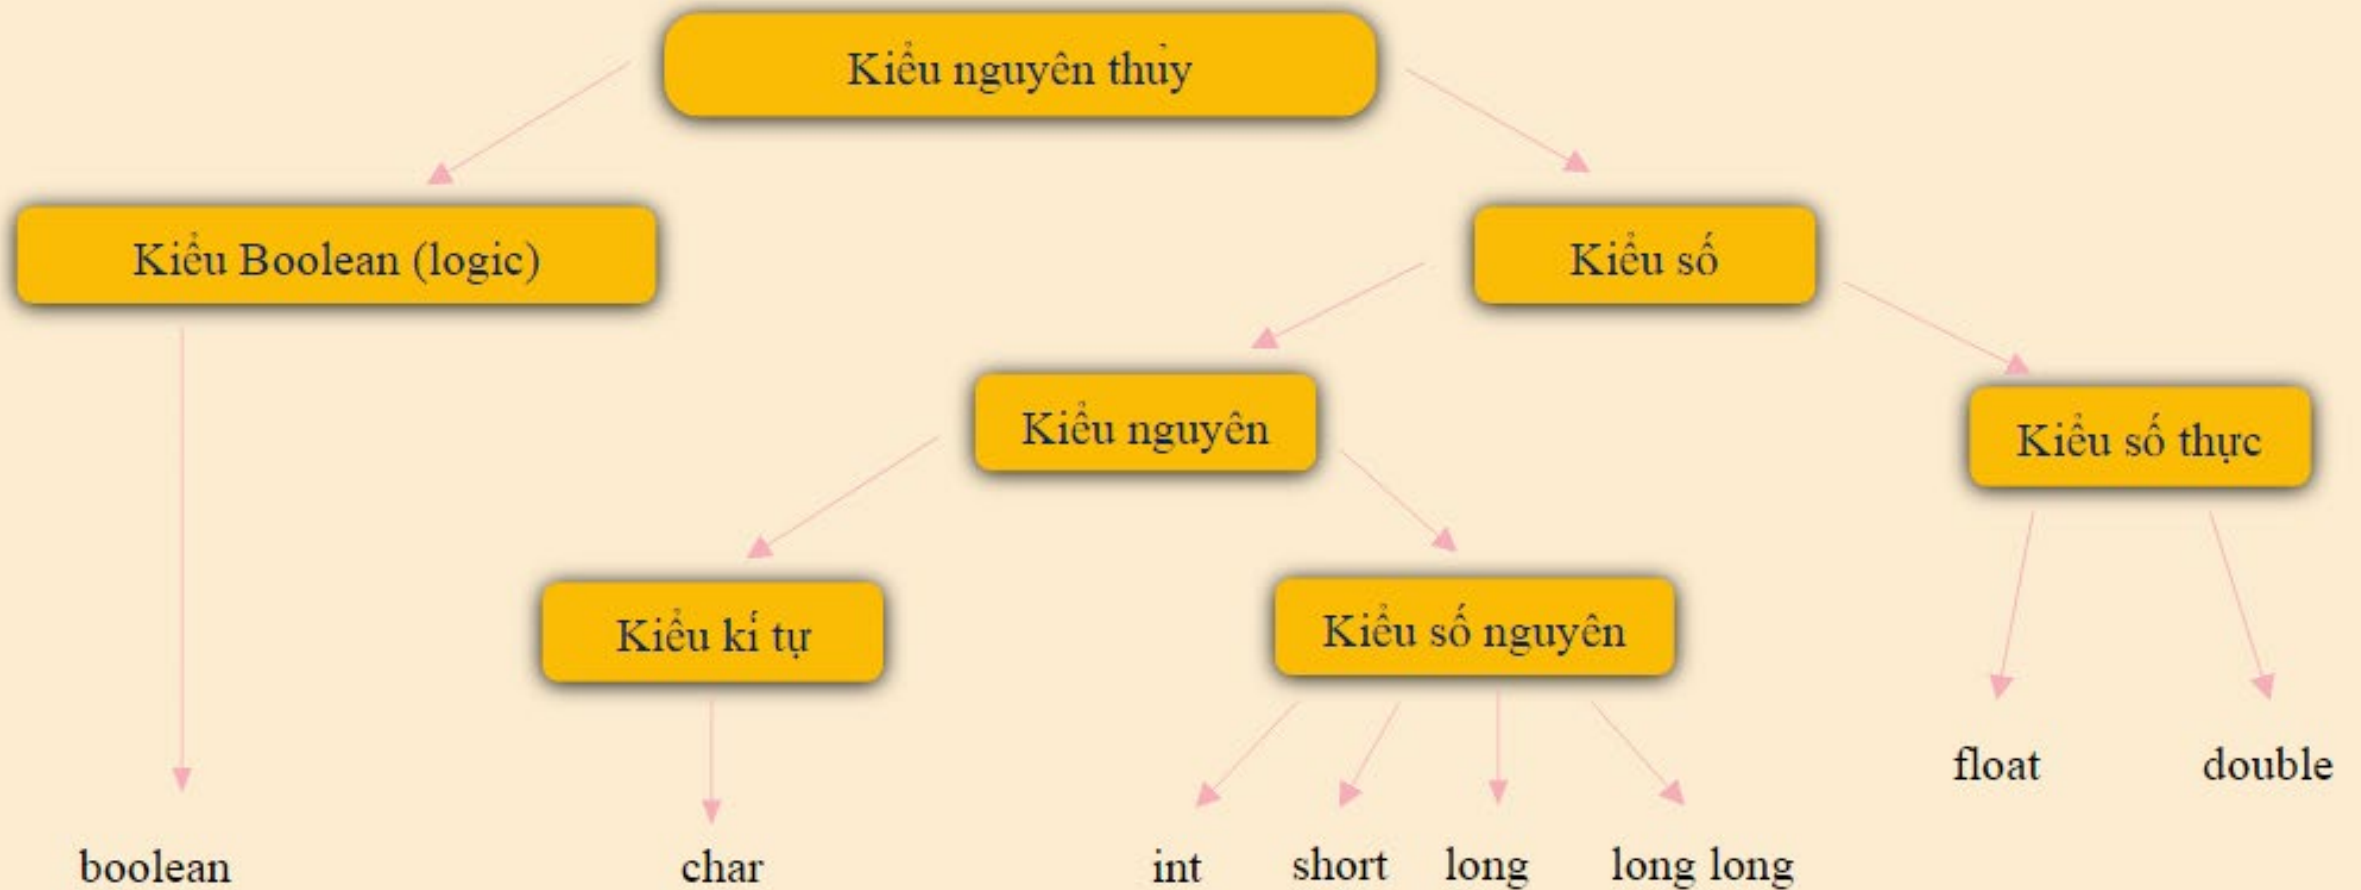 Kiểu nguyên thủy
Kiểu Boolean (logic)
Kiểu số
Kiểu nguyên
Kiểu số thực
Kiểu kí tự
Kiểu số nguyên
float
double
boolean
char
int
short
long
long long